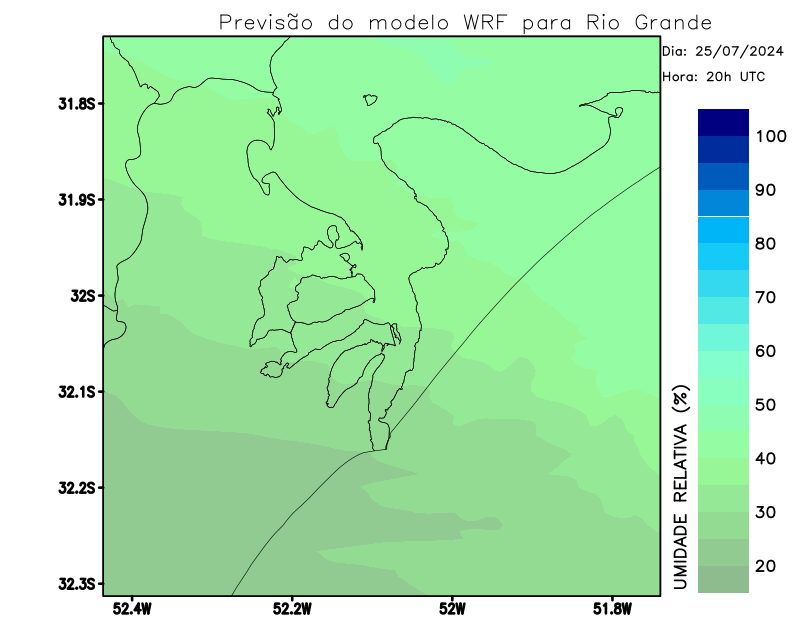 Previsão do modelo WRF para Rio Grande
Dia: 25/07/2024
Hora: 20h UTC
31.8S
31.9S
32S
32.1S
32.2S
32.3S
52.4W
52.2W
52W
51.8W
UMIDADE RELATIVA (%)
100
90
80
70
60
50
40
30
20